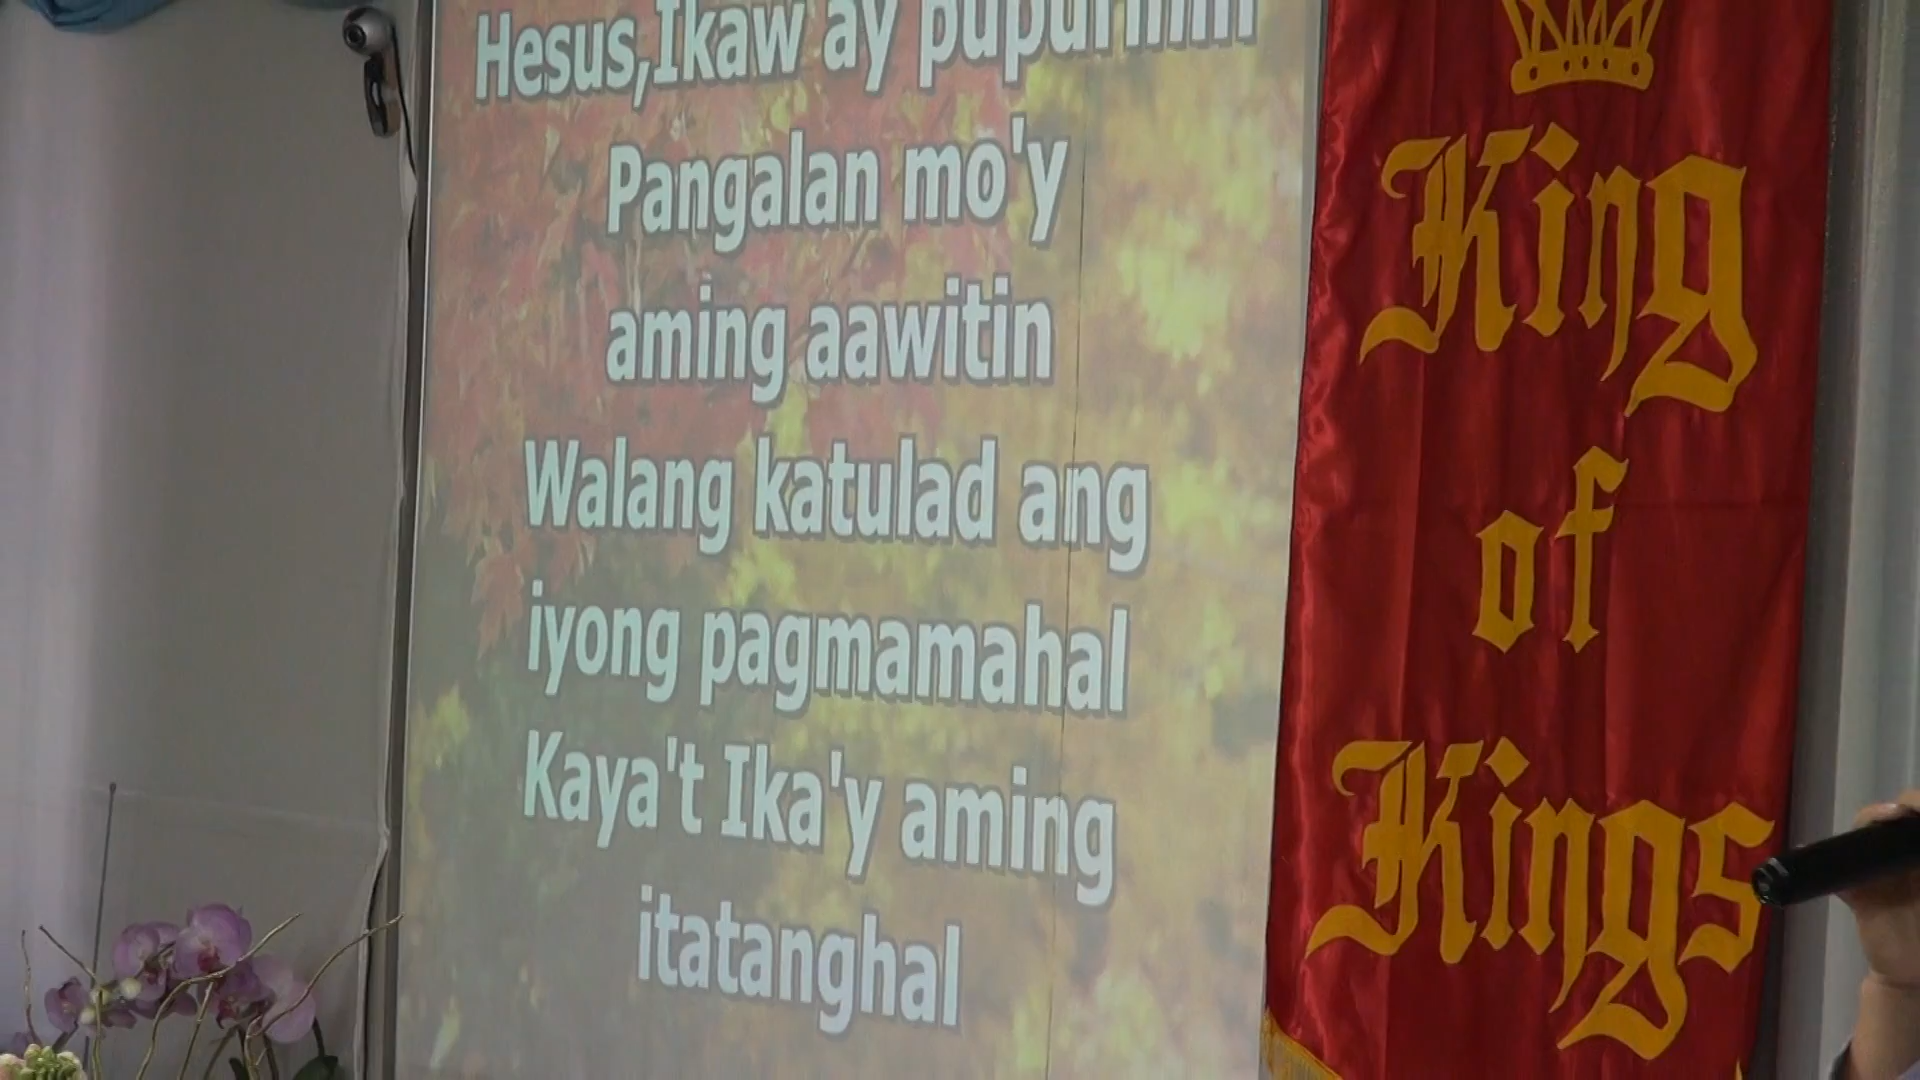 Hesus,Ikaw ay pupurihin
Pangalan mo'y
aming aawitin
Walang katulad ang
iyong pagmamahal
Kaya't Ika'y aming
itatanghal
King
of
Kings